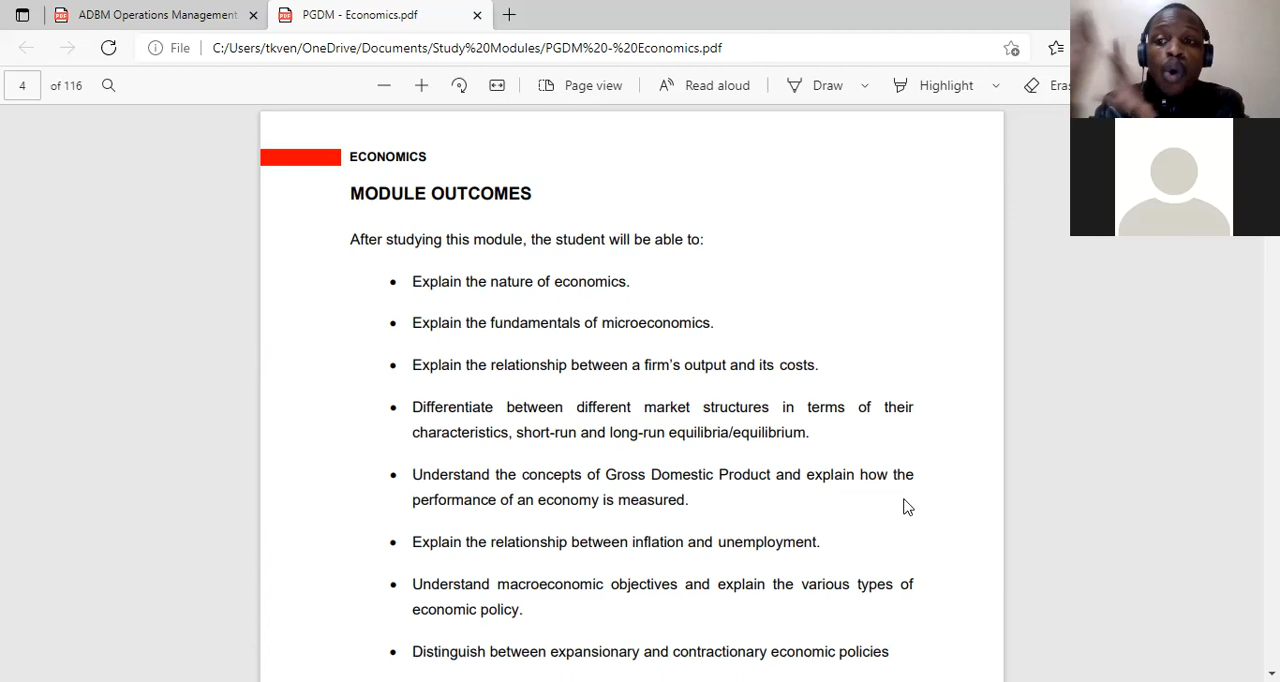 ADBM Operations Management
PGDM - Economics.pdf
File
C:/Users/tkven/OneDrive/Documents/Study%20Modules/PGDM%20-%20Economics.pdf
4 of 116
Page view
Read aloud
Draw
Highlight
Eras
ECONOMICS
MODULE OUTCOMES
After studying this module, the student will be able to:
• Explain the nature of economics.
• Explain the fundamentals of microeconomics.
• Explain the relationship between a firm's output and its costs.
• Differentiate between different market structures in terms of their
characteristics, short-run and long-run equilibria/equilibrium.
• Understand the concepts of Gross Domestic Product and explain how the
performance of an economy is measured.
• Explain the relationship between inflation and unemployment.
• Understand macroeconomic objectives and explain the various types of
economic policy.
• Distinguish between expansionary and contractionary economic policies